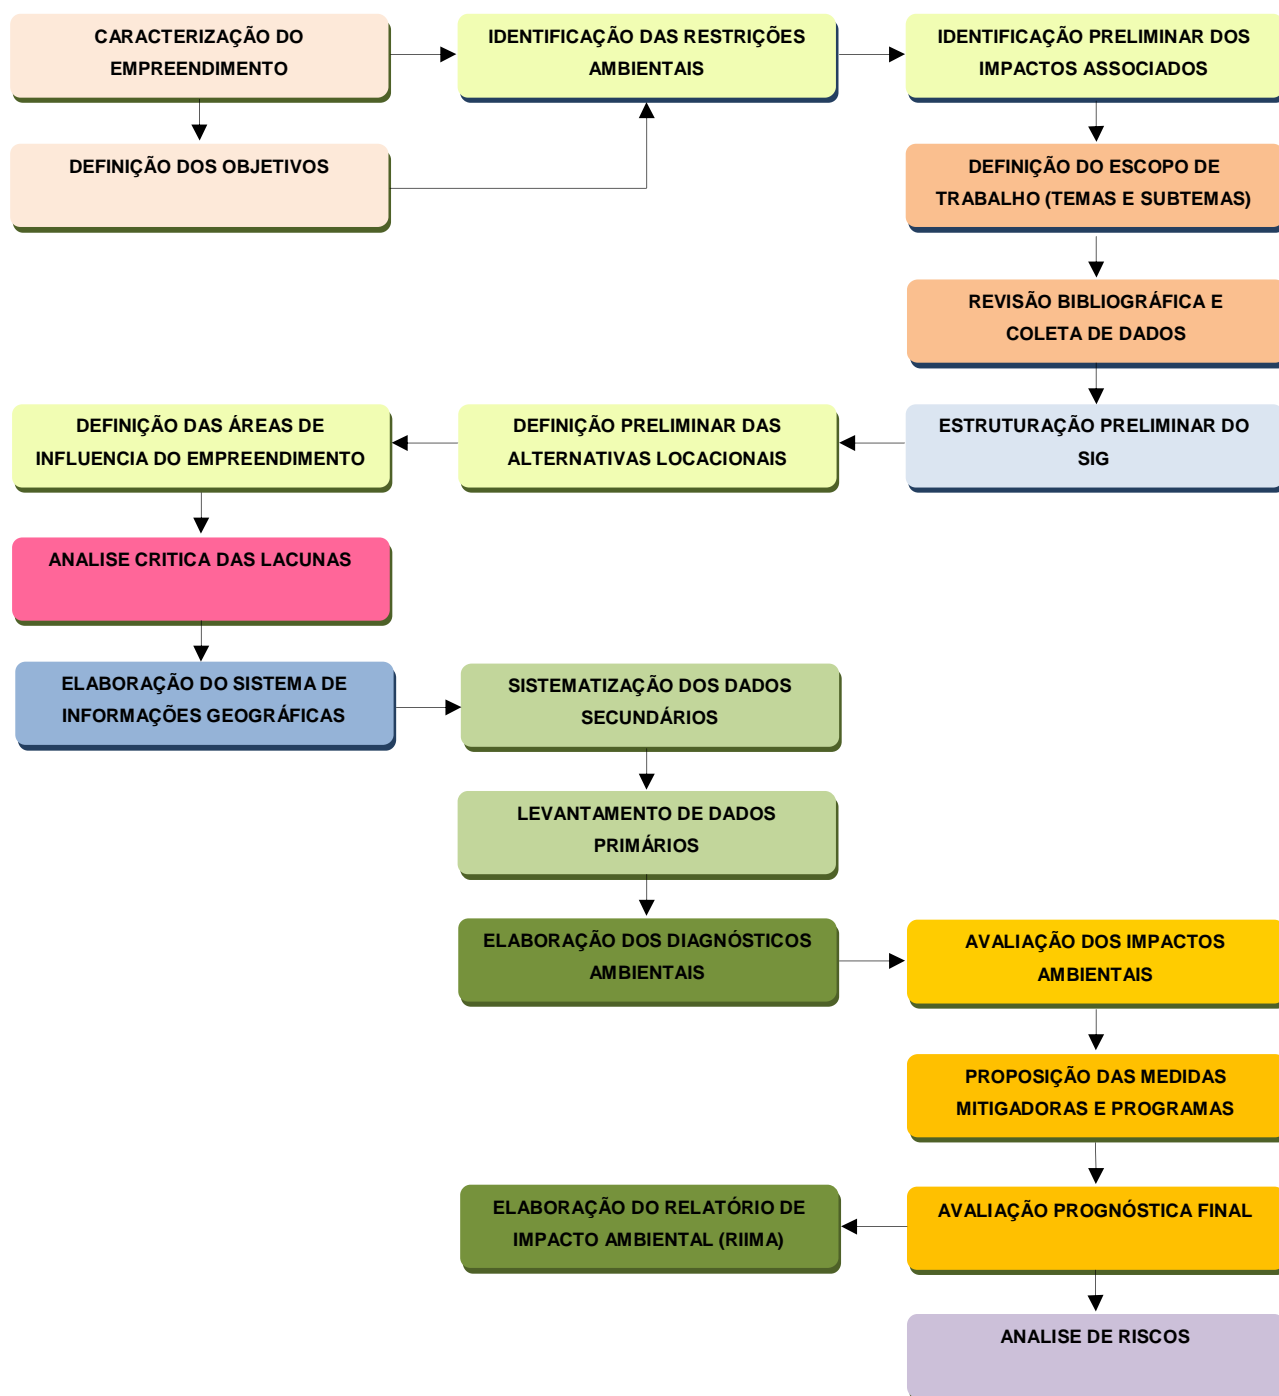 CARACTERIZAÇÃO DO
EMPREENDIMENTO
IDENTIFICAÇÃO DAS RESTRIÇÕES
AMBIENTAIS
IDENTIFICAÇÃO PRELIMINAR DOS
IMPACTOS ASSOCIADOS
DEFINIÇÃO DOS OBJETIVOS
DEFINIÇÃO DO ESCOPO DE
TRABALHO (TEMAS E SUBTEMAS)
REVISÃO BIBLIOGRÁFICA E
COLETA DE DADOS
ESTRUTURAÇÃO PRELIMINAR DO
SIG
DEFINIÇÃO PRELIMINAR DAS
ALTERNATIVAS LOCACIONAIS
DEFINIÇÃO DAS ÁREAS DE
INFLUENCIA DO EMPREENDIMENTO
ANALISE CRITICA DAS LACUNAS
ELABORAÇÃO DO SISTEMA DE
INFORMAÇÕES GEOGRÁFICAS
SISTEMATIZAÇÃO DOS DADOS
SECUNDÁRIOS
LEVANTAMENTO DE DADOS
PRIMÁRIOS
ELABORAÇÃO DOS DIAGNÓSTICOS
AMBIENTAIS
AVALIAÇÃO DOS IMPACTOS
AMBIENTAIS
PROPOSIÇÃO DAS MEDIDAS
MITIGADORAS E PROGRAMAS
AVALIAÇÃO PROGNÓSTICA FINAL
ELABORAÇÃO DO RELATÓRIO DE
IMPACTO AMBIENTAL (RIIMA)
ANALISE DE RISCOS